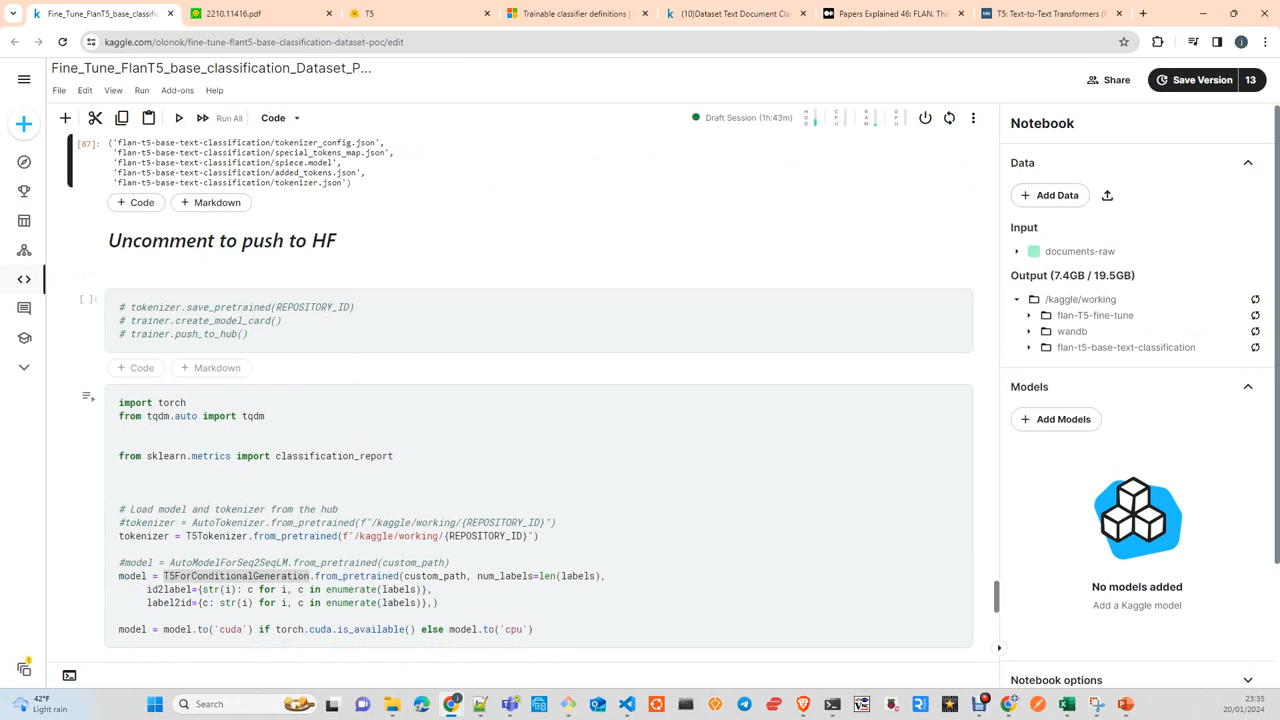 Fine_Tune_FlanT5_base_classifi
2210.11416.pdf
T5
Trainable classifier definitions |
(10)Dataset Text Document Clas
Papers Explained 46: FLAN. This
T5: Text-to-Text Transformers (P
kaggle.com/olonok/fine-tune-flant5-base-classification-dataset-poc/edit
Fine_Tune_FlanT5_base_classification_Dataset_P...
File Edit View Run Add-ons Help
Share
Save Version 13
Run All
Code
Draft Session (1h:43m)
HDD
CPU
RAM
GPU
Notebook
[87]:
('flan-t5-base-text-classification/tokenizer_config.json',
'flan-t5-base-text-classification/special_tokens_map.json',
'flan-t5-base-text-classification/spiece.model',
'flan-t5-base-text-classification/added_tokens.json',
'flan-t5-base-text-classification/tokenizer.json')
+ Code + Markdown
Uncomment to push to HF
[ ]:
# tokenizer.save_pretrained(REPOSITORY_ID)
# trainer.create_model_card()
# trainer.push_to_hub()
+ Code + Markdown
import torch
from tqdm.auto import tqdm
from sklearn.metrics import classification_report
# Load model and tokenizer from the hub
#tokenizer = AutoTokenizer.from_pretrained(f"/kaggle/working/{REPOSITORY_ID}")
tokenizer = T5Tokenizer.from_pretrained(f"/kaggle/working/{REPOSITORY_ID}")
#model = AutoModelForSeq2SeqLM.from_pretrained(custom_path)
model = T5ForConditionalGeneration.from_pretrained(custom_path, num_labels=len(labels),
id2label={str(i): c for i, c in enumerate(labels)},
label2id={c: str(i) for i, c in enumerate(labels)},)
model = model.to('cuda') if torch.cuda.is_available() else model.to('cpu')
Data
+ Add Data
Input
documents-raw
Output (7.4GB / 19.5GB)
/kaggle/working
flan-T5-fine-tune
wandb
flan-t5-base-text-classification
Models
+ Add Models
No models added
Add a Kaggle model
Notebook options
42°F
Light rain
Search
23:35
20/01/2024